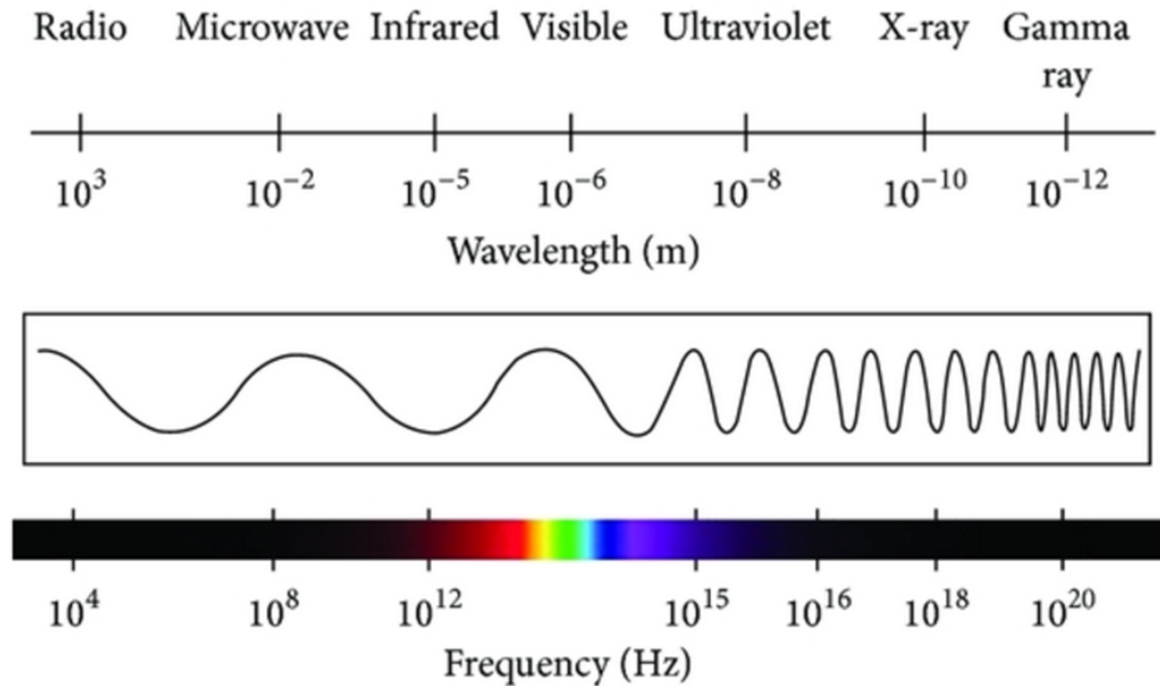 Radio Microwave Infrared Visible Ultraviolet X-ray Gamma
ray
10³ 10⁻² 10⁻⁵ 10⁻⁶ 10⁻⁸ 10⁻¹⁰ 10⁻¹²
Wavelength (m)
10⁴ 10⁸ 10¹² 10¹⁵ 10¹⁶ 10¹⁸ 10²⁰
Frequency (Hz)